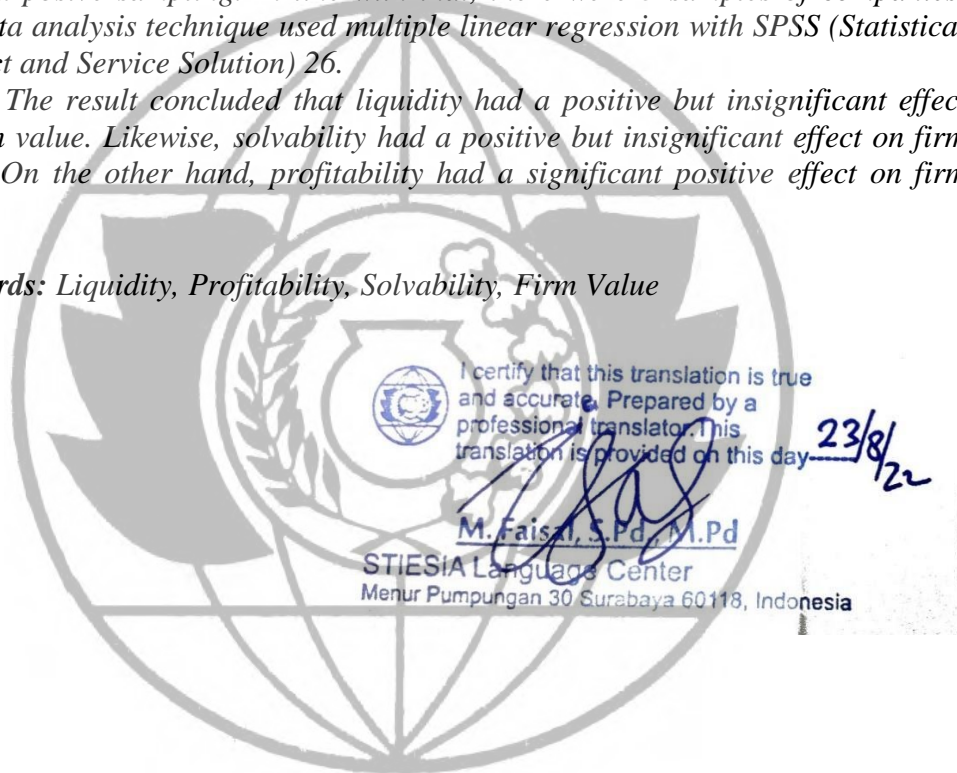 ta analysis technique used multiple linear regression with SPSS (Statistical
ct and Service Solution) 26.
The result concluded that liquidity had a positive but insignificant effect
value. Likewise, solvability had a positive but insignificant effect on firm
On the other hand, profitability had a significant positive effect on firm
rds: Liquidity, Profitability, Solvability, Firm Value
I certify that this translation is true
and accurate. Prepared by a
professional translator. This
translation is provided on this day 23/8/22
M. Faisal, S.Pd., M.Pd
STIESIA Language Center
Menur Pumpungan 30 Surabaya 60118, Indonesia